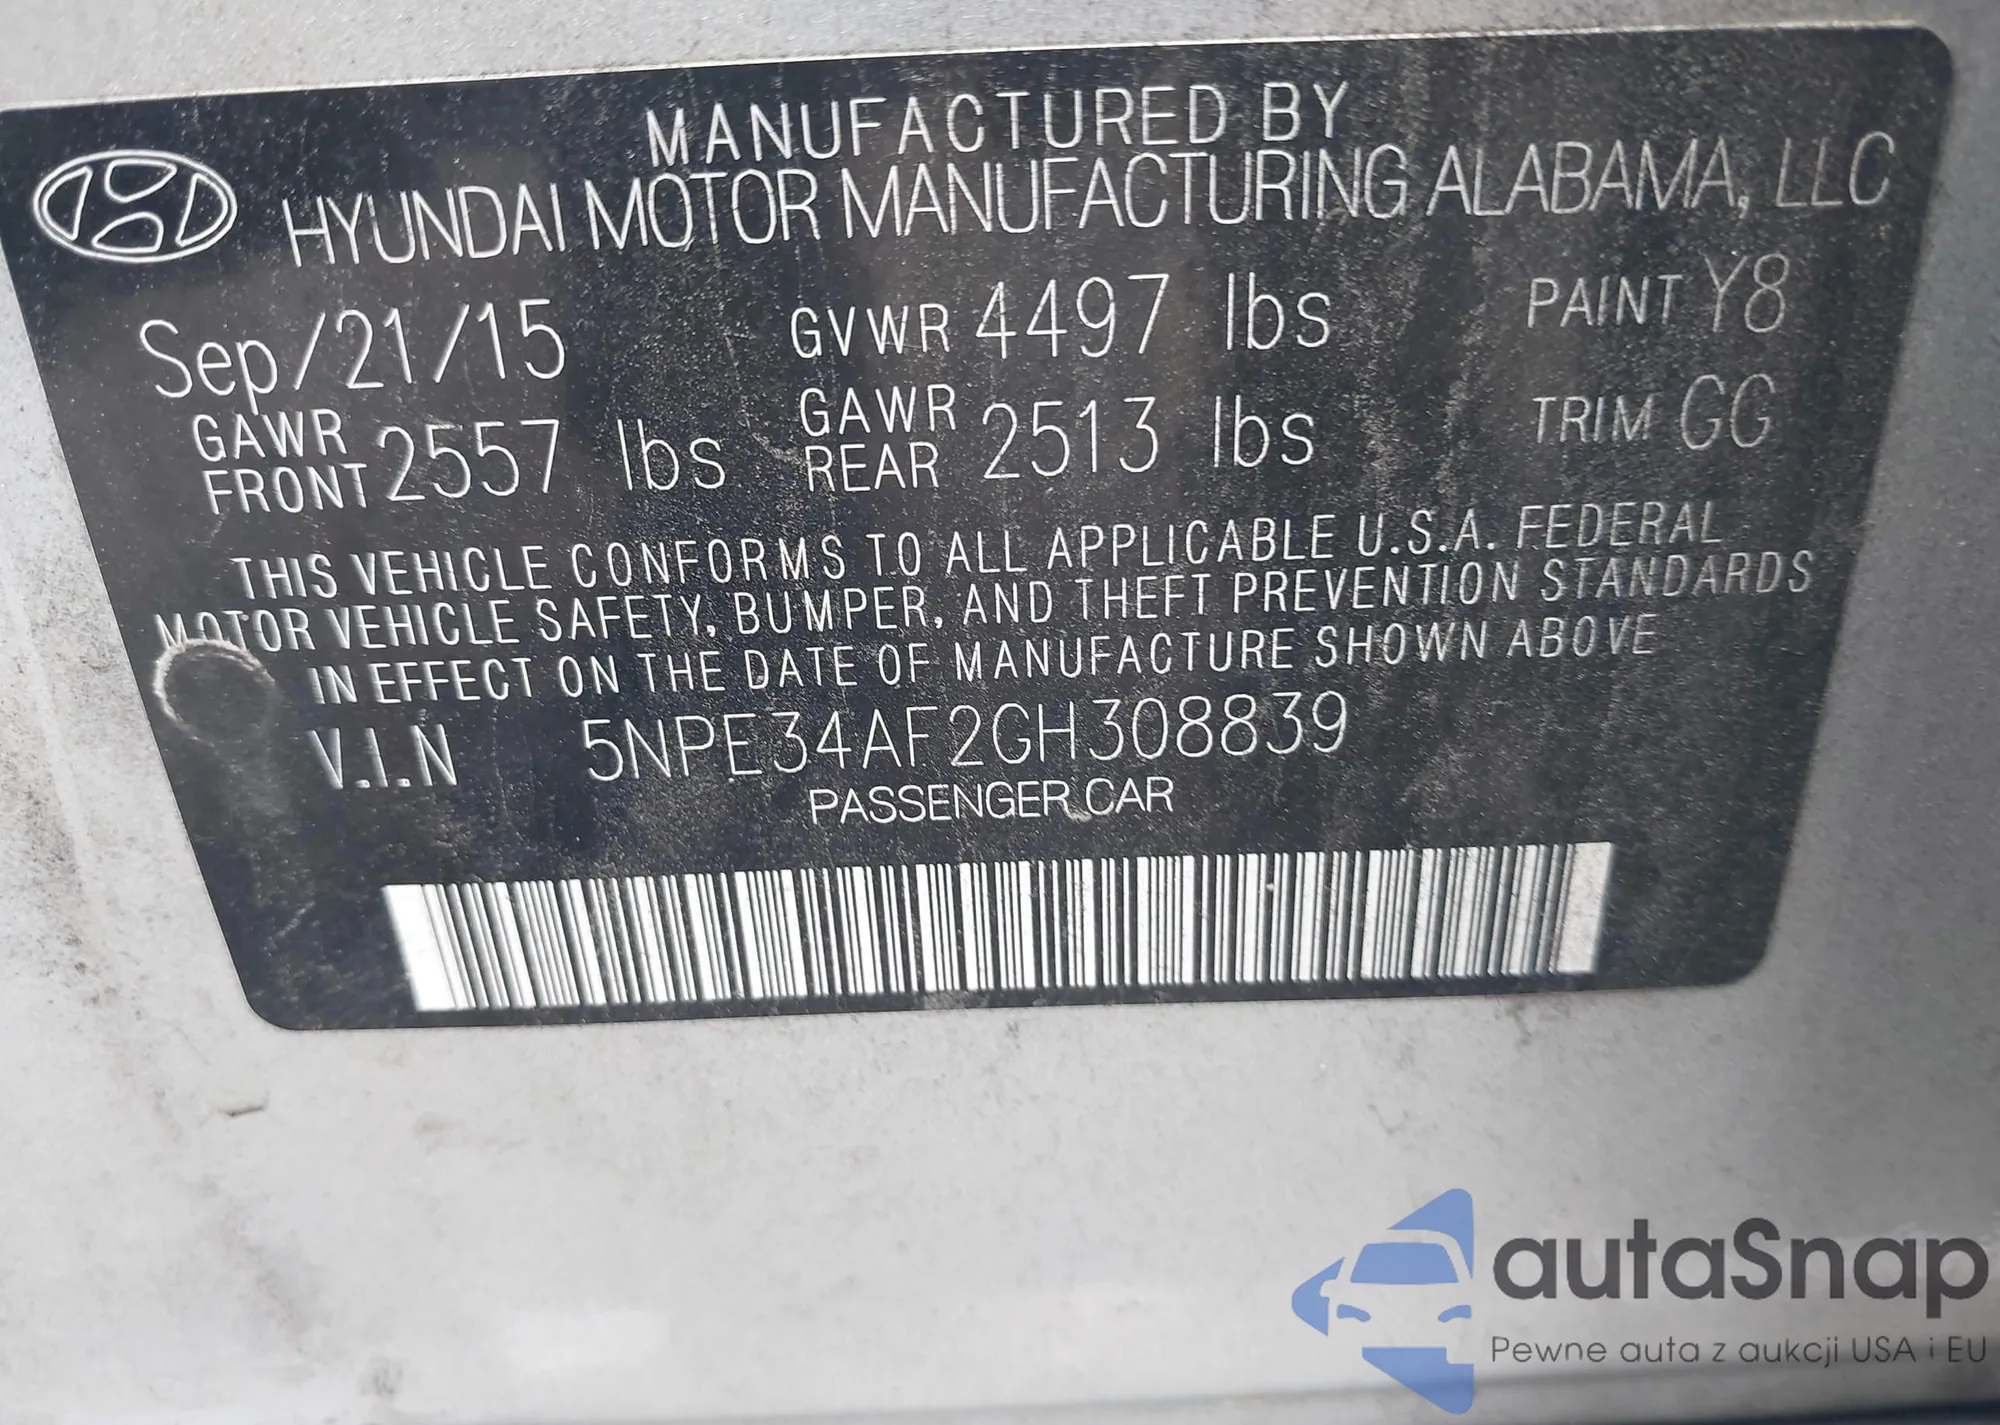 MANUFACTURED BY
HYUNDAI MOTOR MANUFACTURING ALABAMA, LLC
Sep/21/15 GVWR 4497 lbs PAINT Y8
GAWR FRONT 2557 lbs GAWR REAR 2513 lbs TRIM GG
THIS VEHICLE CONFORMS TO ALL APPLICABLE U.S.A. FEDERAL
MOTOR VEHICLE SAFETY, BUMPER, AND THEFT PREVENTION STANDARDS
IN EFFECT ON THE DATE OF MANUFACTURE SHOWN ABOVE
V.I.N 5NPE34AF2GH308839
PASSENGER CAR
autaSnap
Pewne auta z aukcji USA i EU